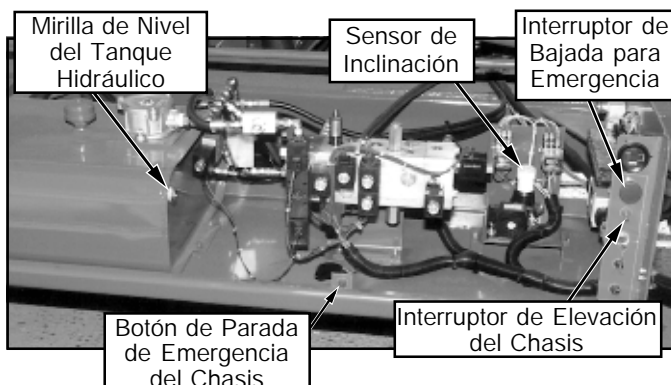 Mirilla de Nivel
del Tanque
Hidráulico
Sensor de
Inclinación
Interruptor de
Bajada para
Emergencia
Botón de Parada
de Emergencia
del Chasis
Interruptor de Elevación
del Chasis